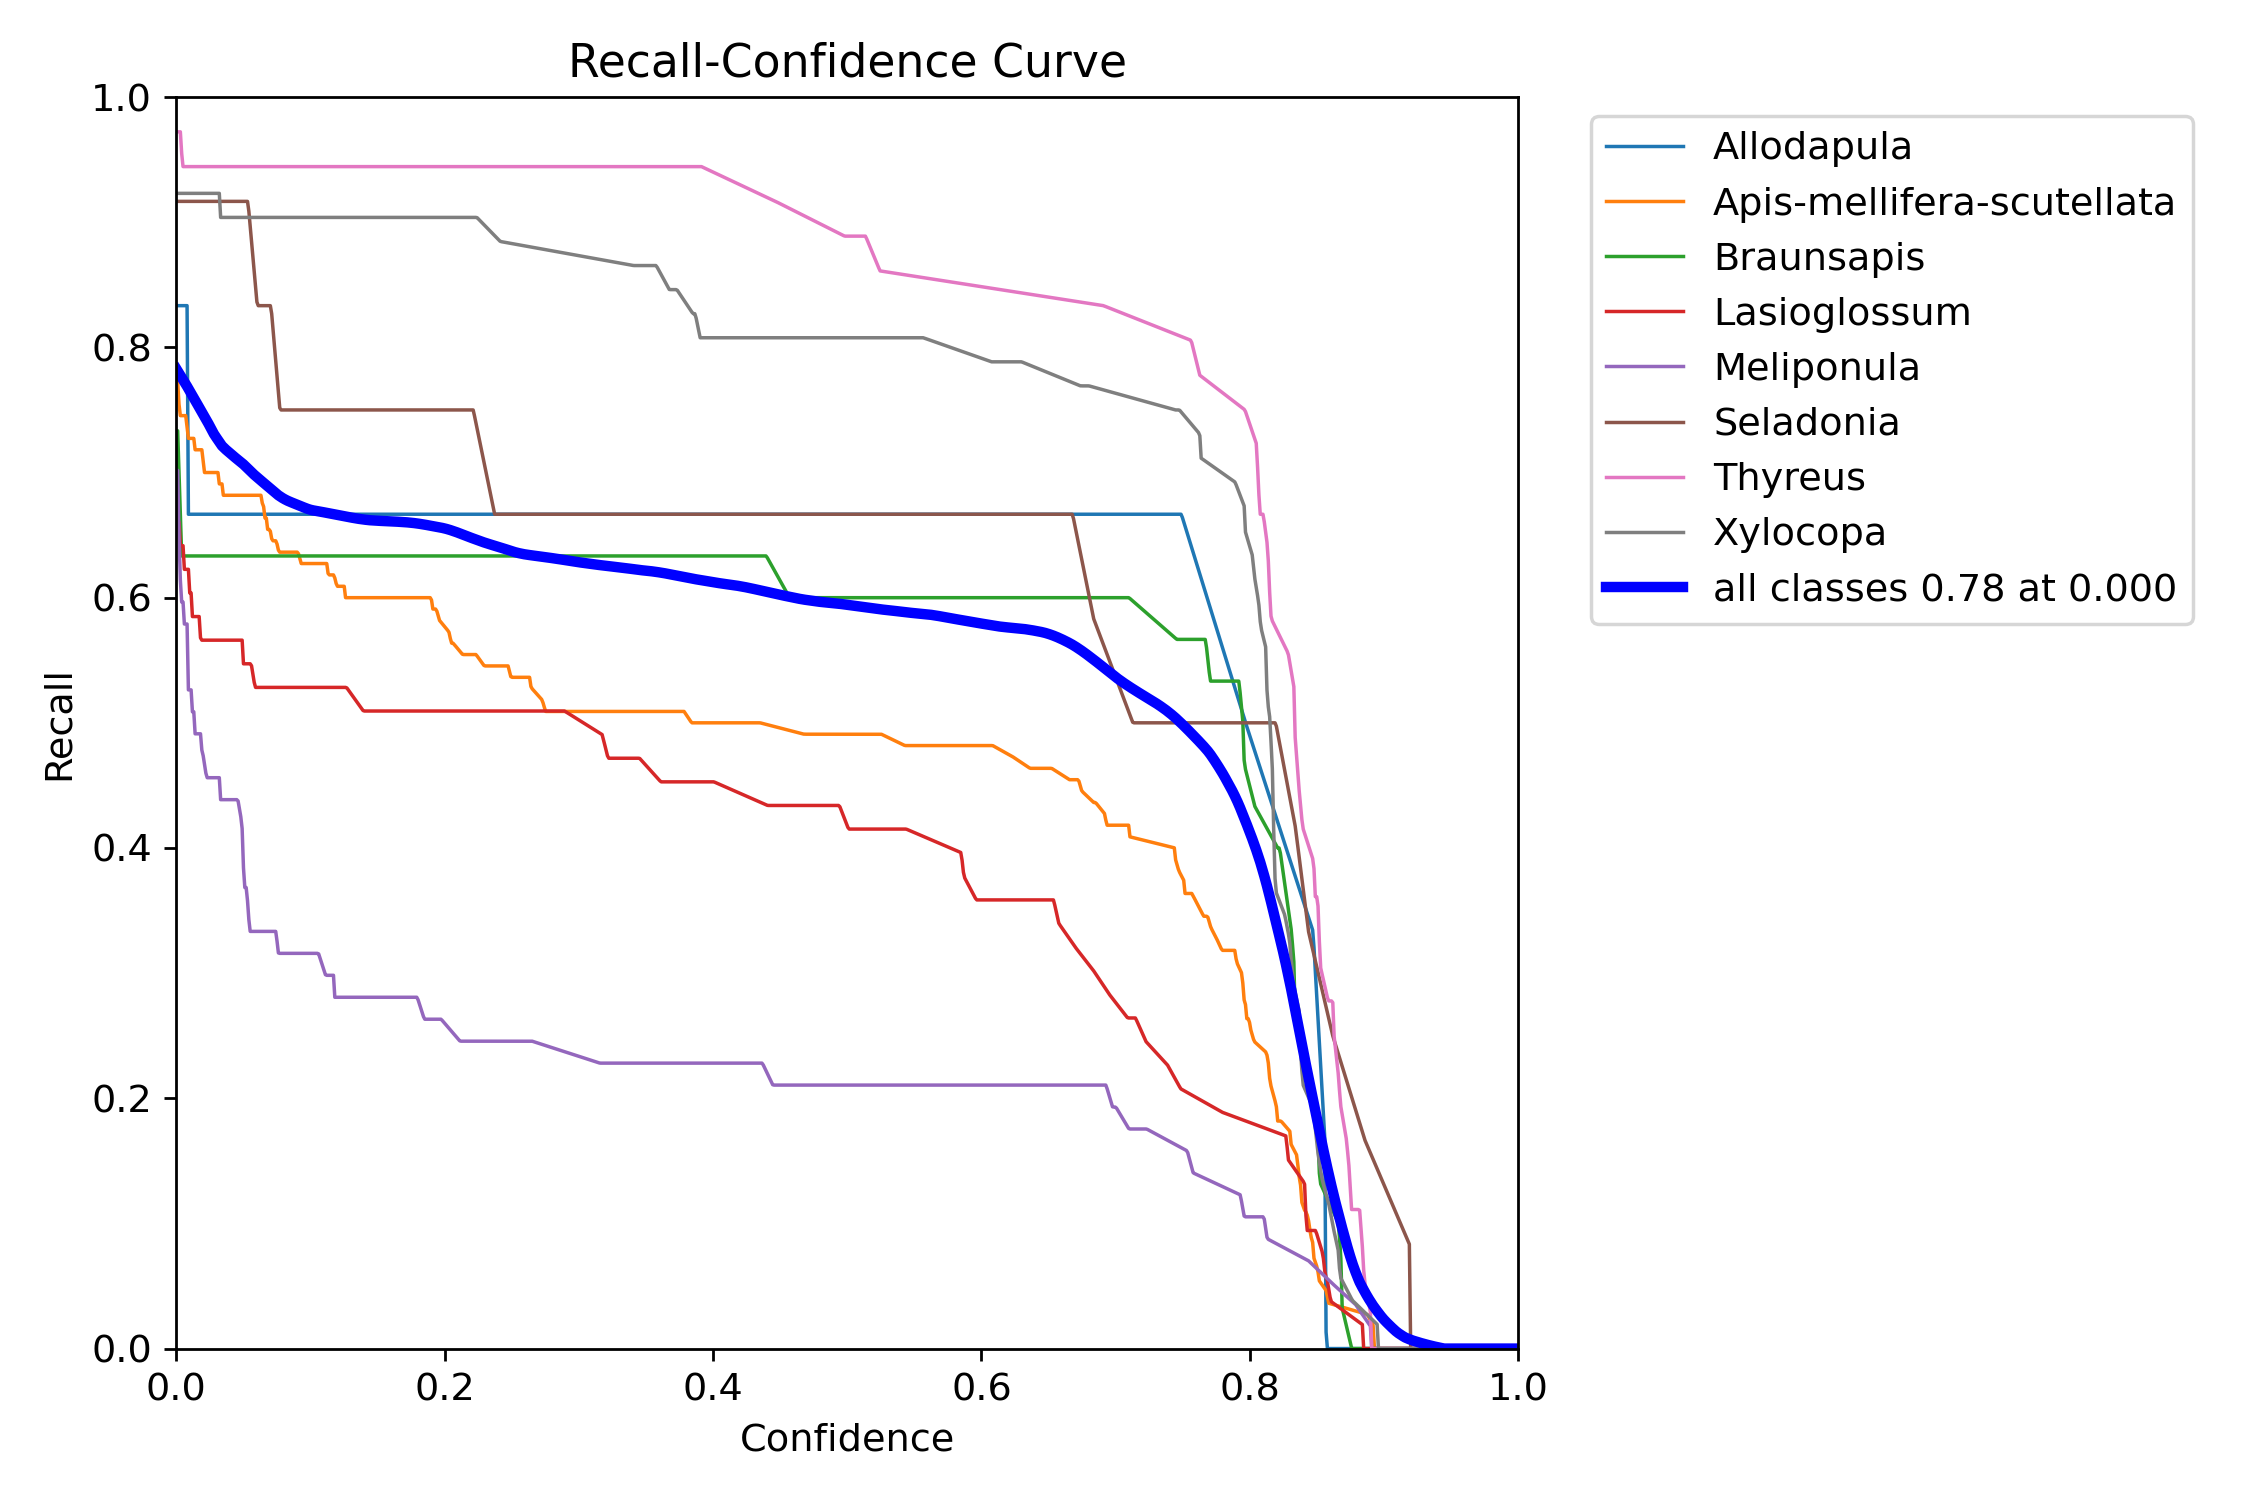 Recall-Confidence Curve
1.0
0.8
0.6
0.4
0.2
0.0
Recall
0.0 0.2 0.4 0.6 0.8 1.0
Confidence
Allodapula
Apis-mellifera-scutellata
Braunsapis
Lasioglossum
Meliponula
Seladonia
Thyreus
Xylocopa
all classes 0.78 at 0.000